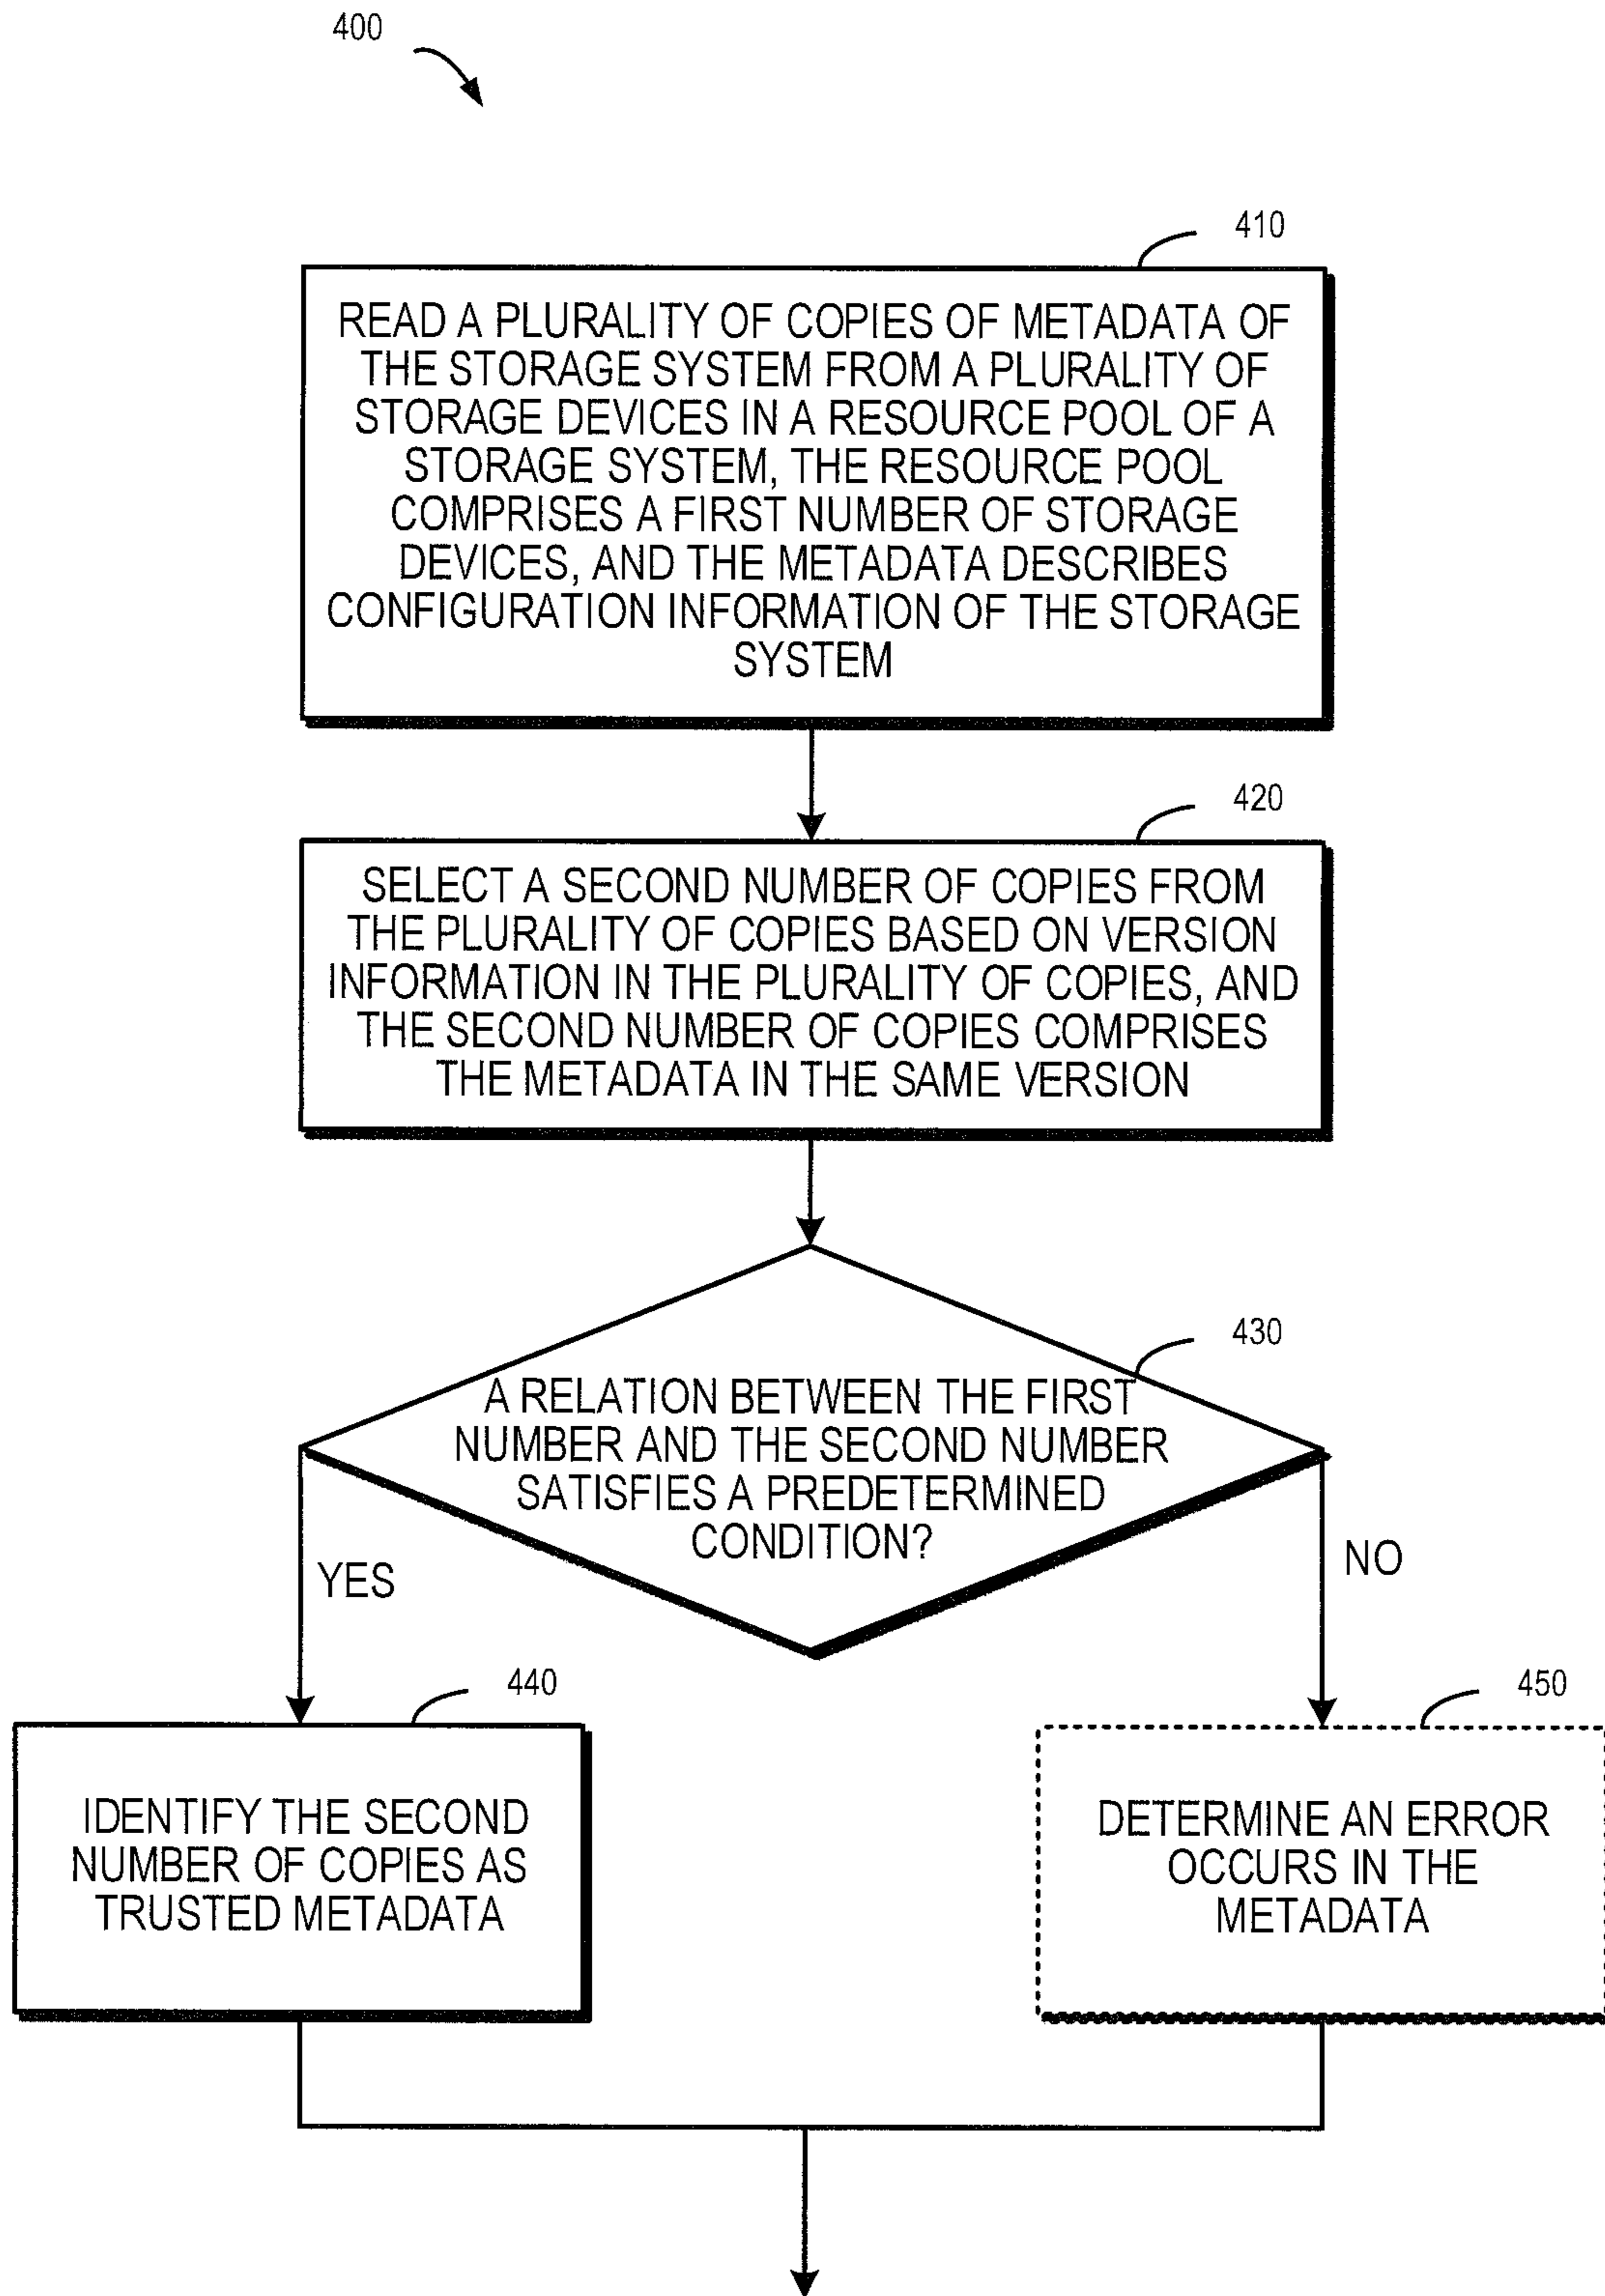 400
410
READ A PLURALITY OF COPIES OF METADATA OF
THE STORAGE SYSTEM FROM A PLURALITY OF
STORAGE DEVICES IN A RESOURCE POOL OF A
STORAGE SYSTEM, THE RESOURCE POOL
COMPRISES A FIRST NUMBER OF STORAGE
DEVICES, AND THE METADATA DESCRIBES
CONFIGURATION INFORMATION OF THE STORAGE
SYSTEM
420
SELECT A SECOND NUMBER OF COPIES FROM
THE PLURALITY OF COPIES BASED ON VERSION
INFORMATION IN THE PLURALITY OF COPIES, AND
THE SECOND NUMBER OF COPIES COMPRISES
THE METADATA IN THE SAME VERSION
430
A RELATION BETWEEN THE FIRST
NUMBER AND THE SECOND NUMBER
SATISFIES A PREDETERMINED
CONDITION?
YES
NO
440
IDENTIFY THE SECOND
NUMBER OF COPIES AS
TRUSTED METADATA
450
DETERMINE AN ERROR
OCCURS IN THE
METADATA